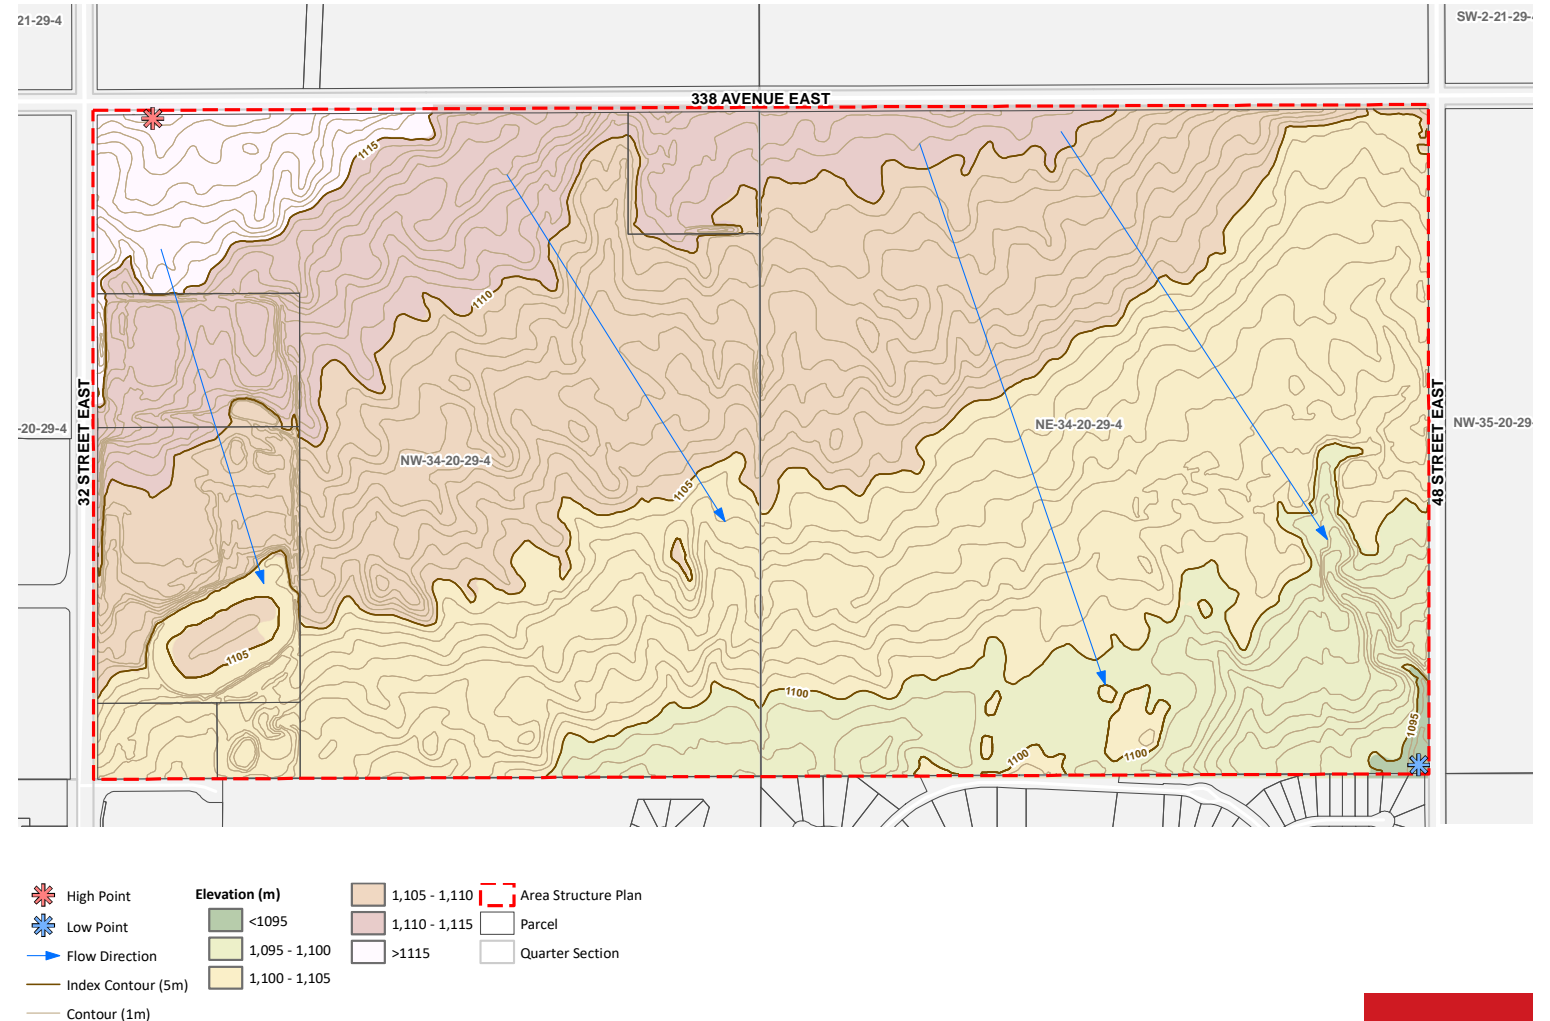 21-29-4
SW-2-21-29-
338 AVENUE EAST
1115
1110
32 STREET EAST
48 STREET EAST
-20-29-4
NE-34-20-29-4
NW-35-20-29-
NW-34-20-29-4
1105
1105
1100
1095
1100
1100
High Point
Low Point
Flow Direction
Index Contour (5m)
Contour (1m)
Elevation (m)
<1095
1,095 - 1,100
1,100 - 1,105
1,105 - 1,110
1,110 - 1,115
>1115
Area Structure Plan
Parcel
Quarter Section